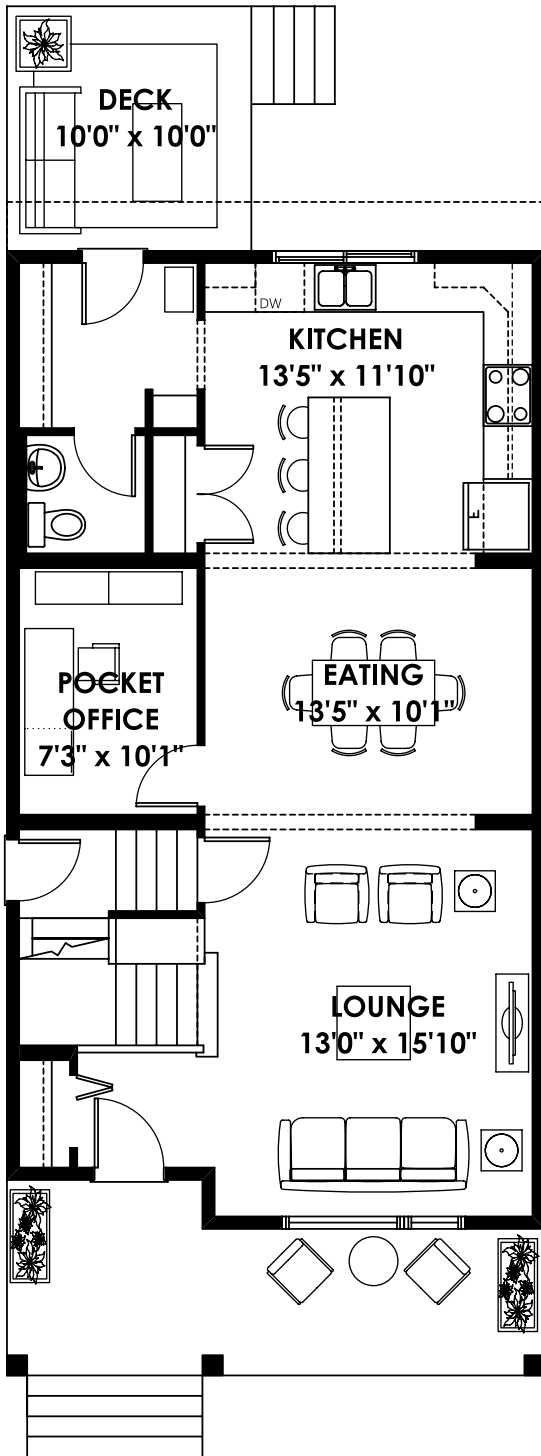 DECK
10'0" x 10'0"
DW
KITCHEN
13'5" x 11'10"
F
EATING
13'5" x 10'1"
POCKET
OFFICE
7'3" x 10'1"
LOUNGE
13'0" x 15'10"